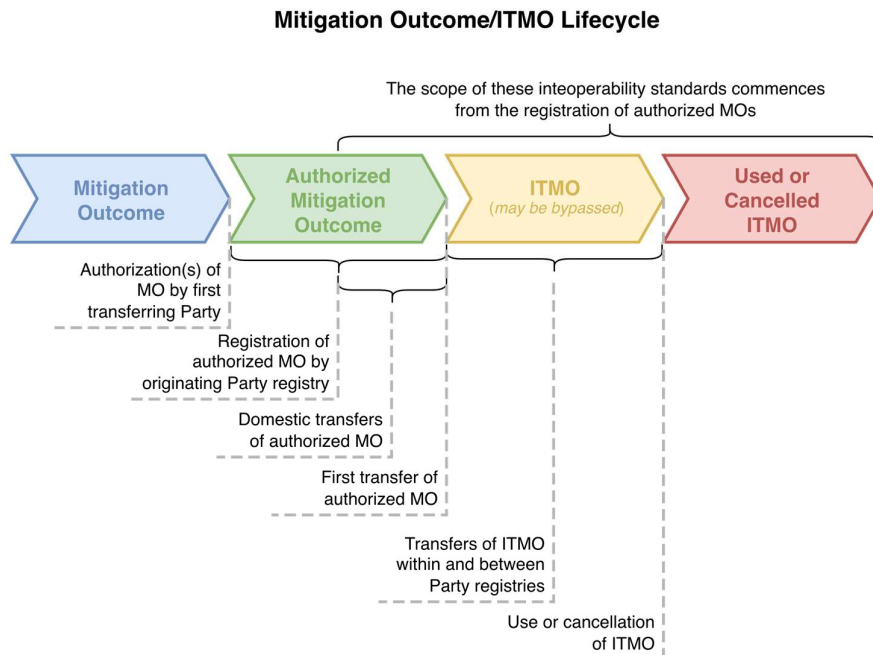 Mitigation Outcome/ITMO Lifecycle
The scope of these inteoperability standards commences
from the registration of authorized MOs
Mitigation
Outcome
Authorized
Mitigation
Outcome
ITMO
(may be bypassed)
Used or
Cancelled
ITMO
Authorization(s) of
MO by first
transferring Party
Registration of
authorized MO by
originating Party registry
Domestic transfers
of authorized MO
First transfer of
authorized MO
Transfers of ITMO
within and between
Party registries
Use or cancellation
of ITMO